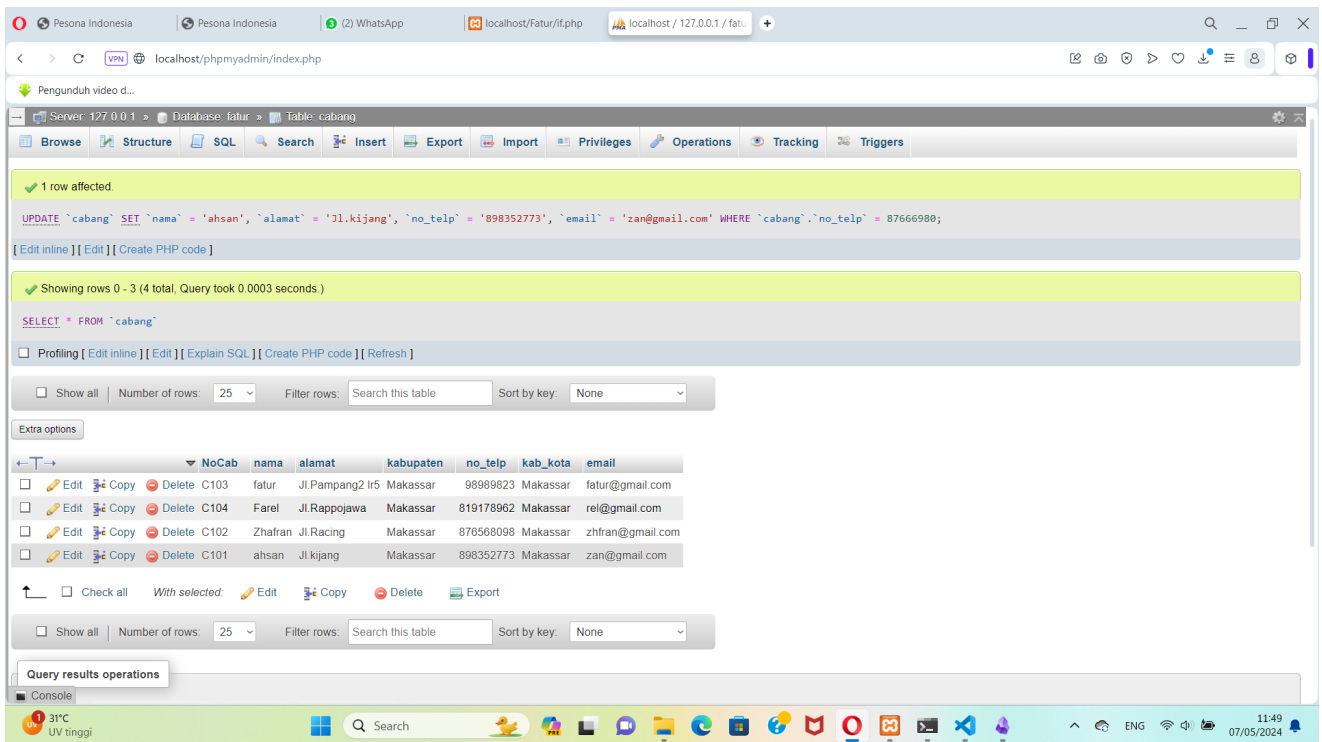 Pesona Indonesia
Pesona Indonesia
3 (2) WhatsApp
localhost/Fatur/if.php
PMA localhost / 127.0.0.1 / fatu
VPN localhost/phpmyadmin/index.php
Pengunduh video d...
Server: 127.0.0.1 » Database: fatur » Table: cabang
Browse Structure SQL Search Insert Export Import Privileges Operations Tracking Triggers
1 row affected.
UPDATE `cabang` SET `nama` = 'ahsan', `alamat` = 'Jl.kijang', `no_telp` = '898352773', `email` = 'zan@gmail.com' WHERE `cabang`.`no_telp` = 87666980;
[ Edit inline ] [ Edit ] [ Create PHP code ]
Showing rows 0 - 3 (4 total, Query took 0.0003 seconds.)
SELECT * FROM `cabang`
Profiling [ Edit inline ] [ Edit ] [ Explain SQL ] [ Create PHP code ] [ Refresh ]
Show all | Number of rows: 25 Filter rows: Search this table Sort by key: None
Extra options
←T→ NoCab nama alamat kabupaten no_telp kab_kota email
Edit Copy Delete C103 fatur Jl.Pampang2 lr5 Makassar 98989823 Makassar fatur@gmail.com
Edit Copy Delete C104 Farel Jl.Rappojawa Makassar 819178962 Makassar rel@gmail.com
Edit Copy Delete C102 Zhafran Jl.Racing Makassar 876568098 Makassar zhfran@gmail.com
Edit Copy Delete C101 ahsan Jl.kijang Makassar 898352773 Makassar zan@gmail.com
Check all With selected: Edit Copy Delete Export
Show all | Number of rows: 25 Filter rows: Search this table Sort by key: None
Query results operations
Console
1 31°C
UV tinggi
Search
PRE
ENG
11:49
07/05/2024